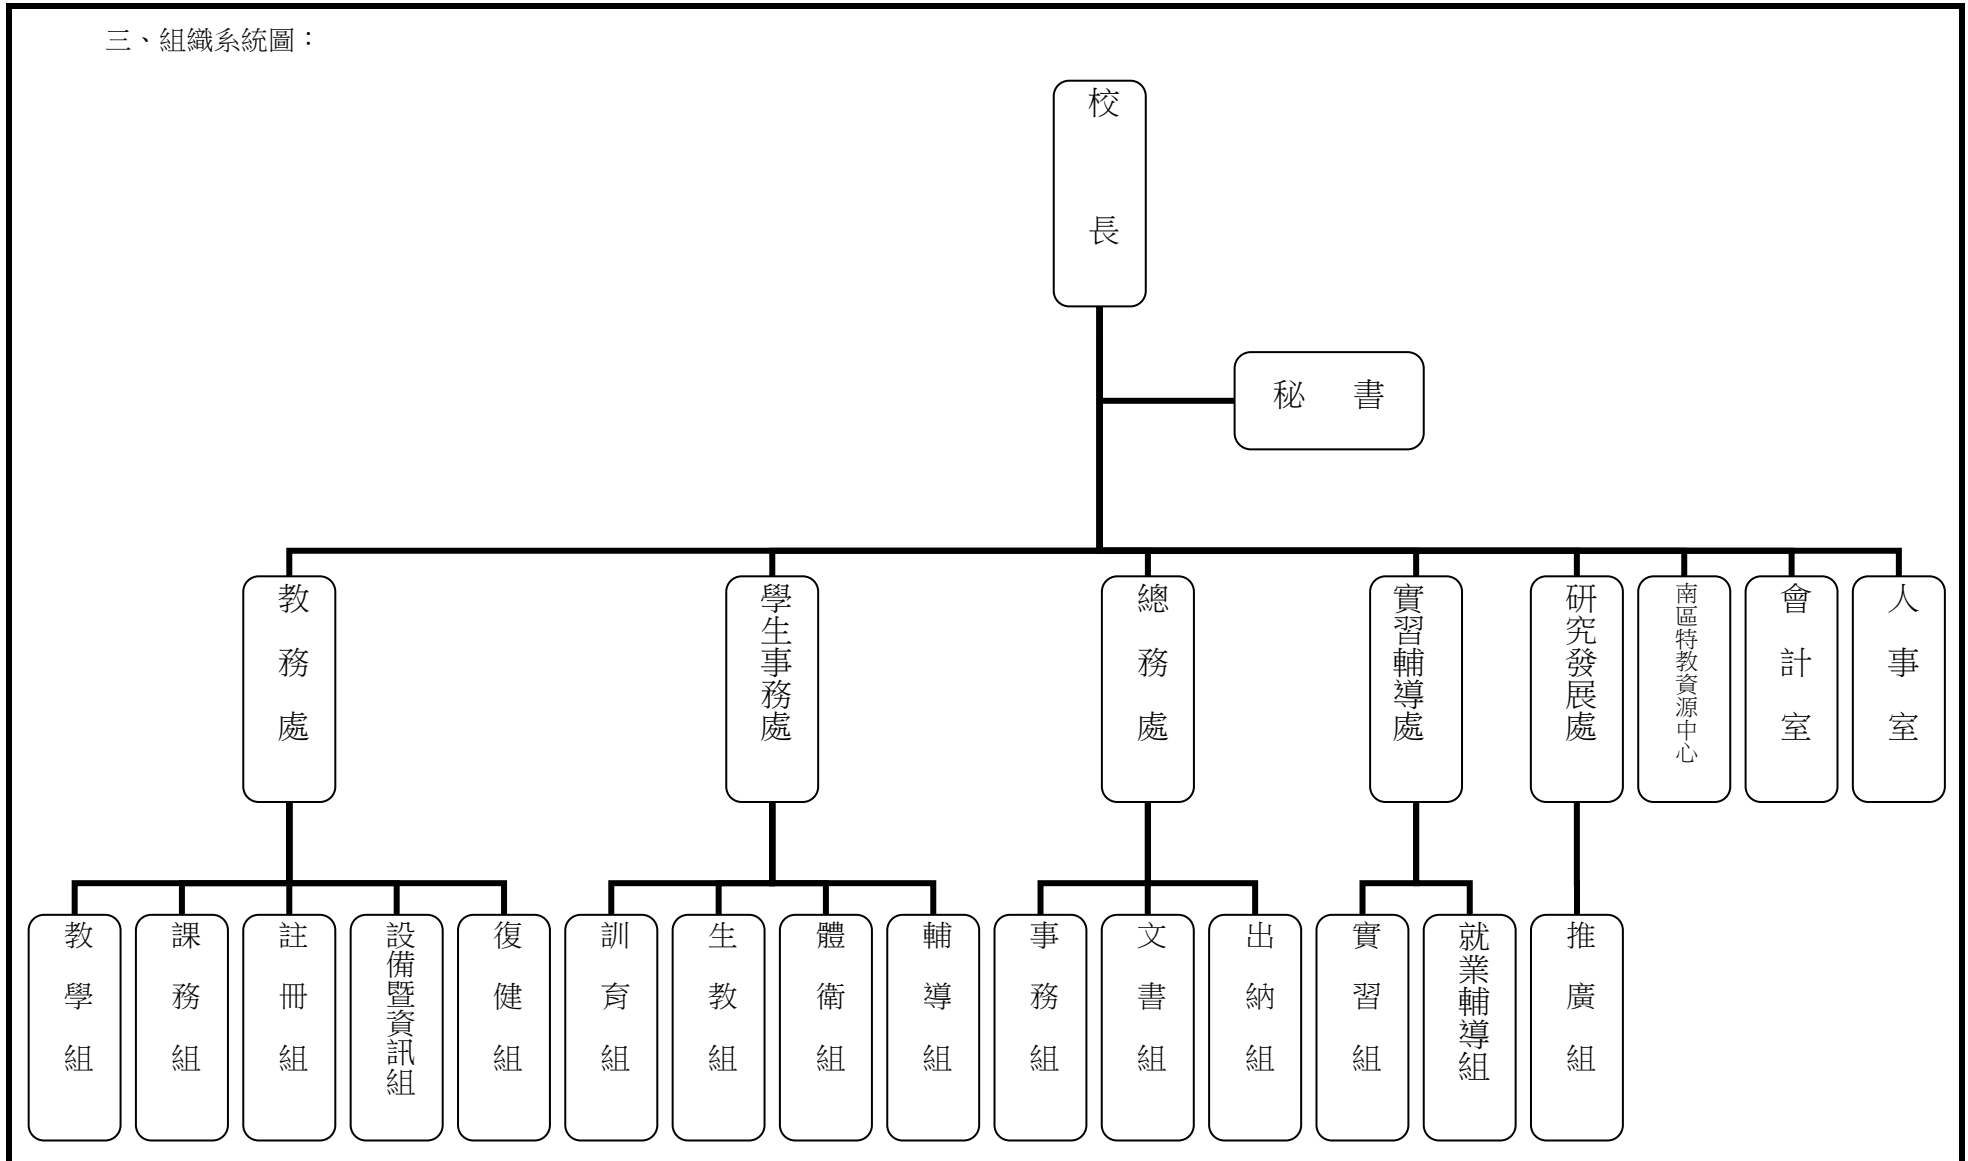 三、組織系統圖：
校長
秘書
教務處
學生事務處
總務處
實習輔導處
研究發展處
南區特教資源中心
會計室
人事室
教學組
課務組
註冊組
設備暨資訊組
復健組
訓育組
生教組
體衛組
輔導組
事務組
文書組
出納組
實習組
就業輔導組
推廣組